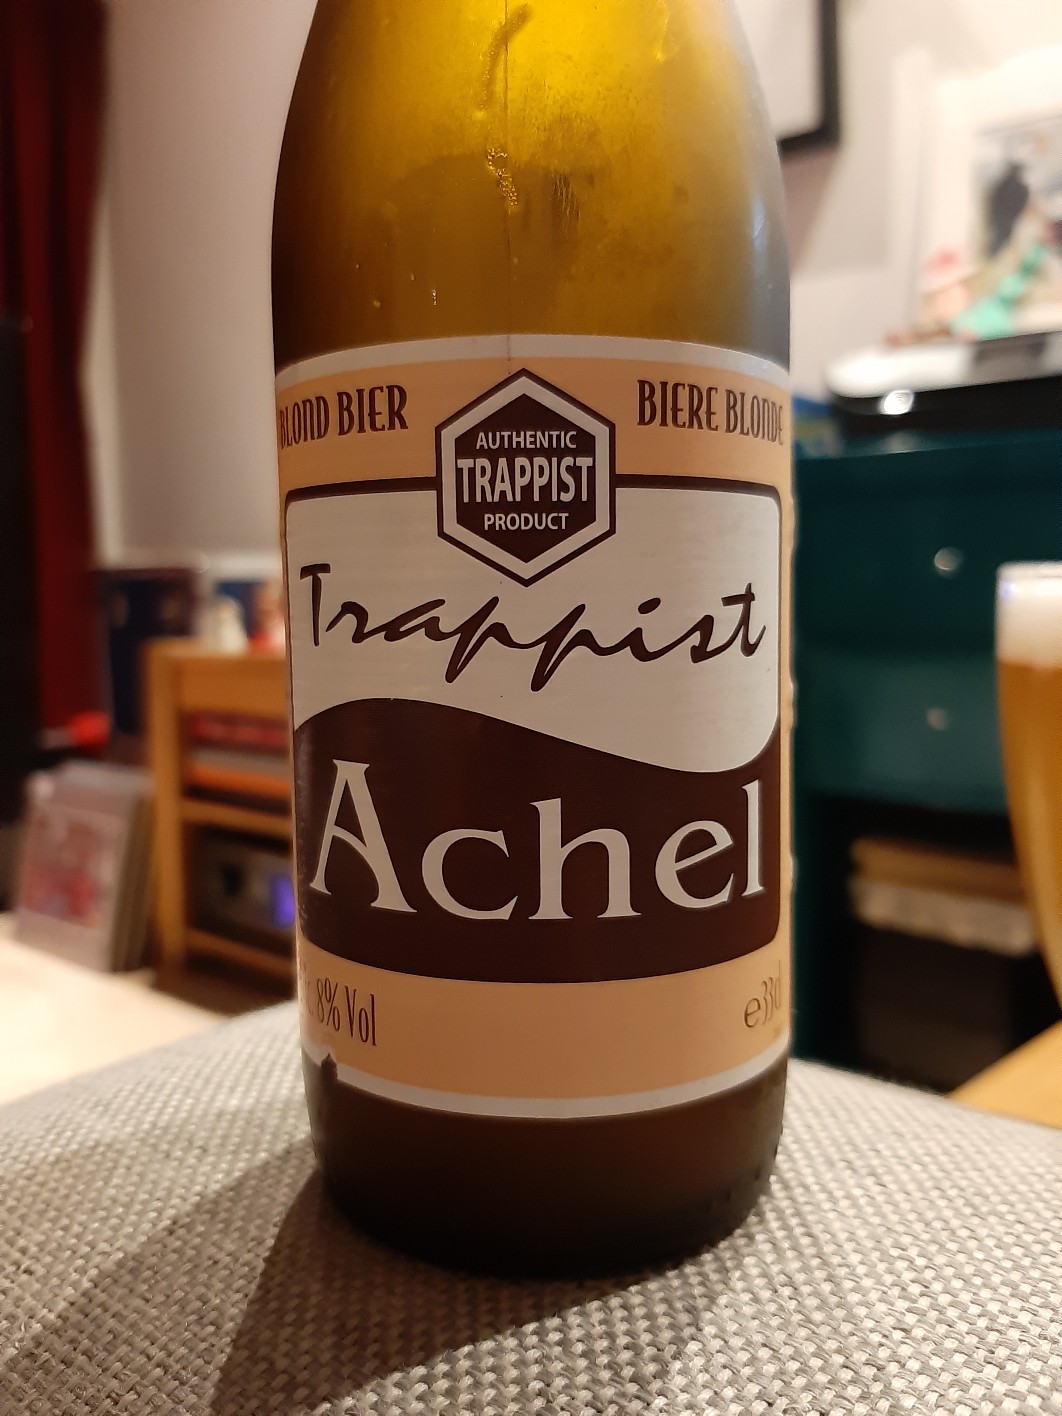 BLOND BIER
BIERE BLONDE
AUTHENTIC
TRAPPIST
PRODUCT
Trappist
Achel
8% Vol
e33cl